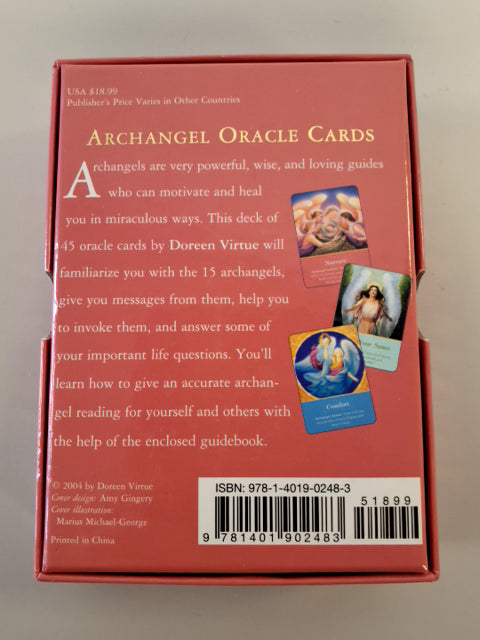 USA $18.99
Publisher's Price Varies in Other Countries
ARCHANGEL ORACLE CARDS
Archangels are very powerful, wise, and loving guides
who can motivate and heal
you in miraculous ways. This deck of
45 oracle cards by Doreen Virtue will
familiarize you with the 15 archangels,
give you messages from them, help you
to invoke them, and answer some of
your important life questions. You'll
learn how to give an accurate archan-
gel reading for yourself and others with
the help of the enclosed guidebook.
Nurture
Comfort
© 2004 by Doreen Virtue
Cover design: Amy Gingery
Cover illustration:
Marius Michael-George
Printed in China
ISBN: 978-1-4019-0248-3
51899
9 781401 902483